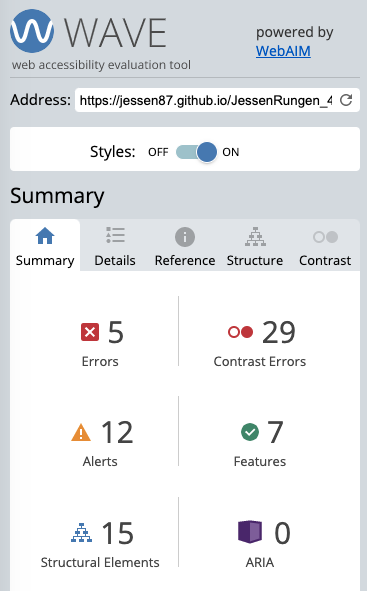 WAVE
powered by
WebAIM
web accessibility evaluation tool
Address: https://jessen87.github.io/JessenRungen_4
Styles: OFF ON
Summary
Summary Details Reference Structure Contrast
5 29
Errors Contrast Errors
12 7
Alerts Features
15 0
Structural Elements ARIA